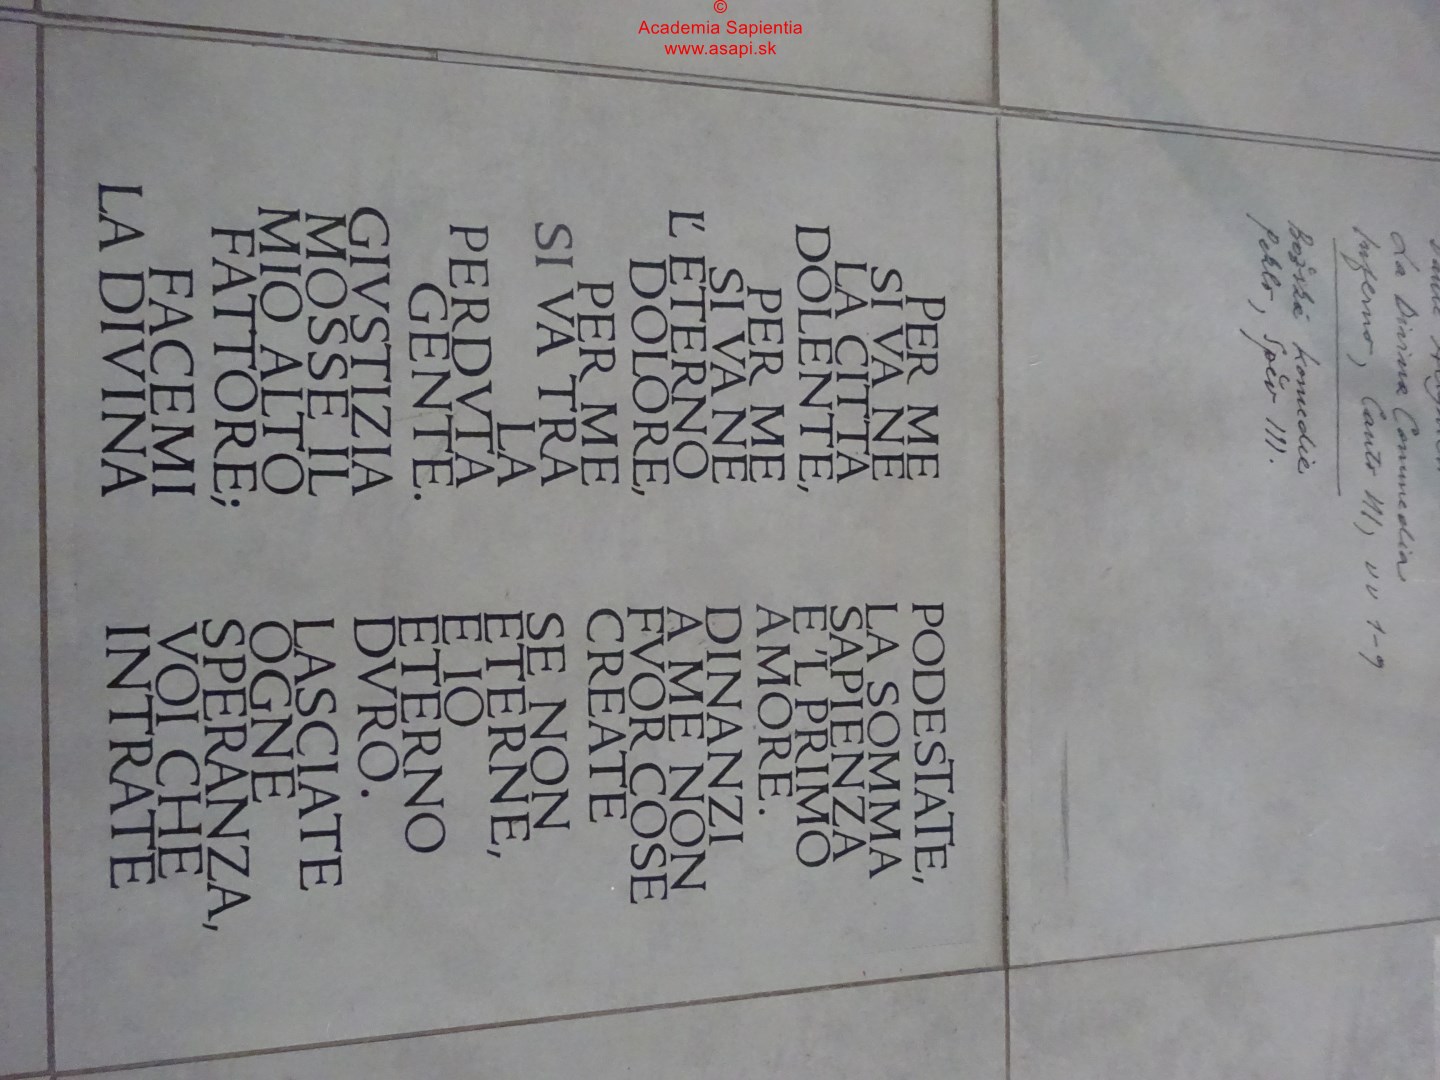 ©
Academia Sapientia
www.asapi.sk
La Divina Commedia
Inferno, Canto III, vv 1-9
Božská komedie
Peklo, Spěv III.
PER ME
SI VA NE
LA CITTA
DOLENTE,
PER ME
SI VA NE
L' ETERNO
DOLORE,
PER ME
SI VA TRA
LA
PERDVTA
GENTE.
GIVSTIZIA
MOSSE IL
MIO ALTO
FATTORE;
FACEMI
LA DIVINA
PODESTATE,
LA SOMMA
SAPIENZA
E 'L PRIMO
AMORE.
DINANZI
A ME NON
FVOR COSE
CREATE
SE NON
ETERNE,
E IO
ETERNO
DVRO.
LASCIATE
OGNE
SPERANZA,
VOI CHE
INTRATE